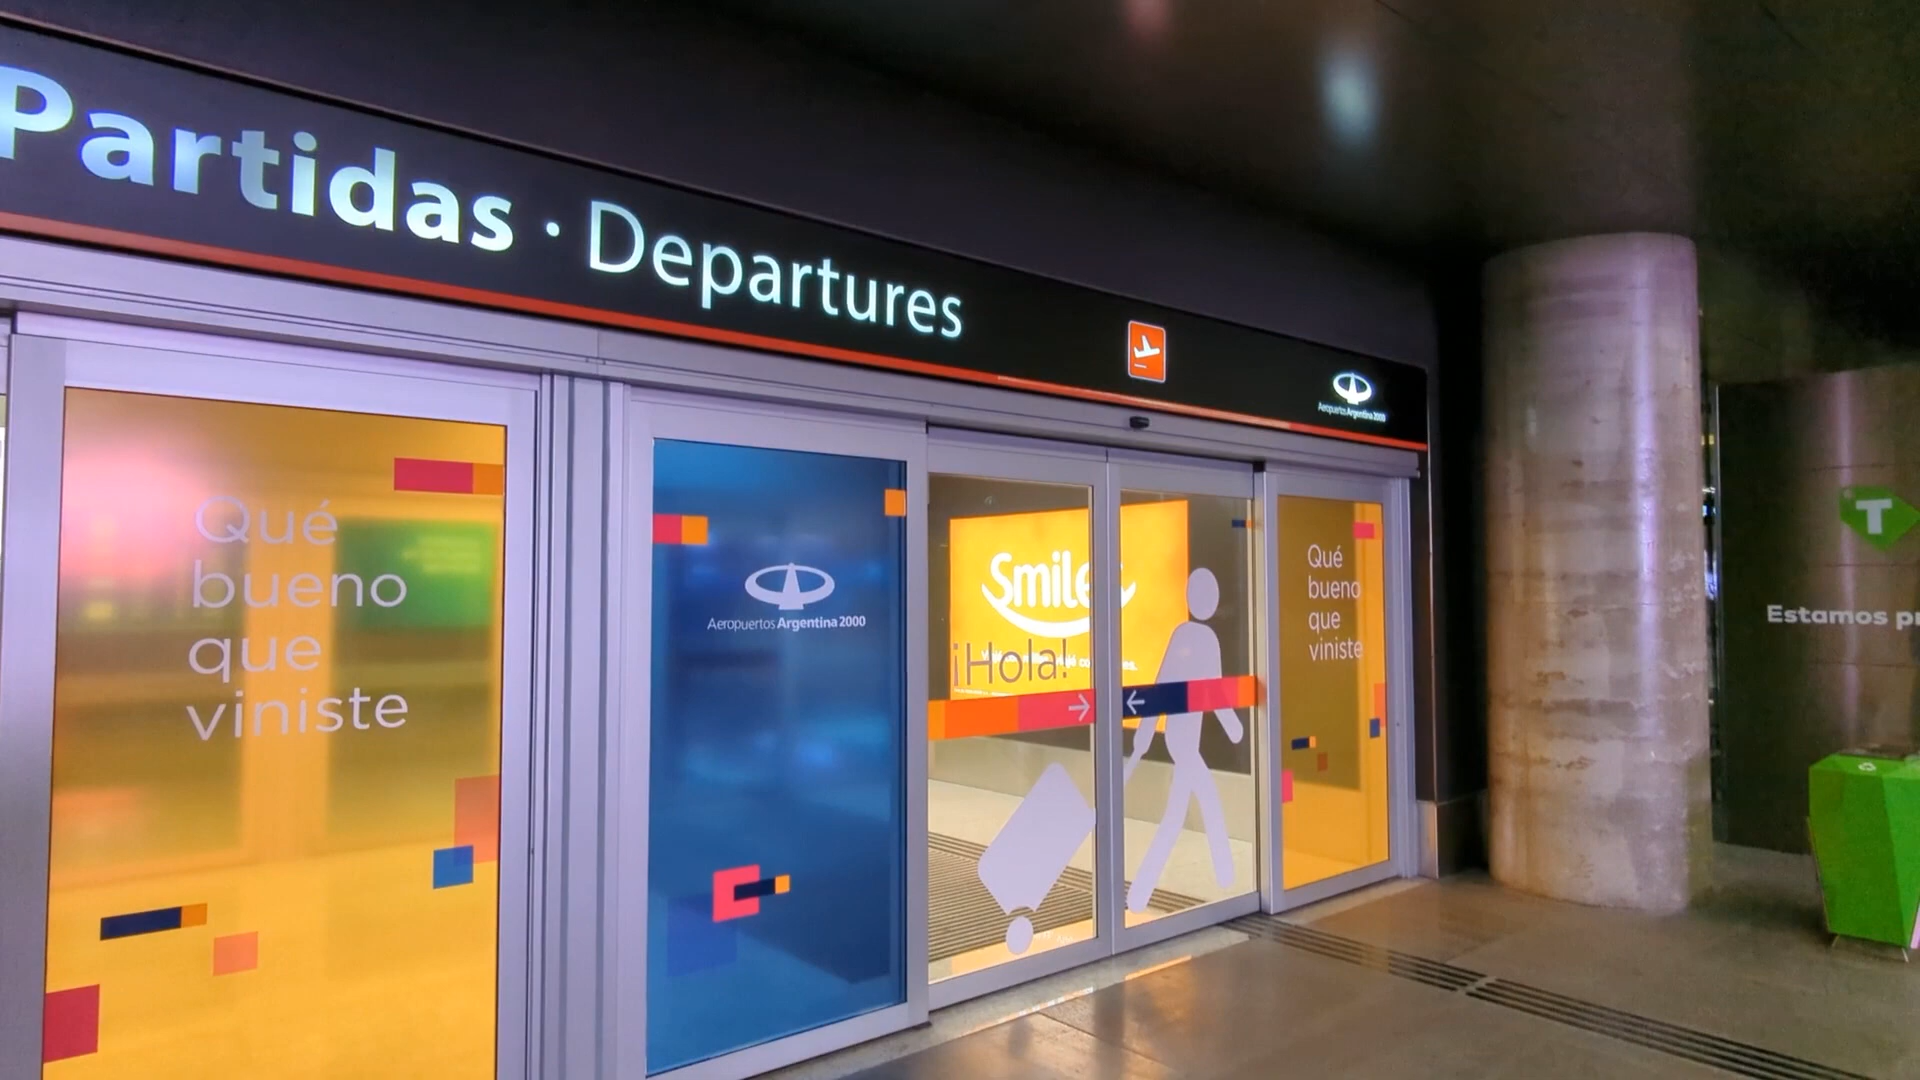 Partidas · Departures
Aeropuertos Argentina 2000
Qué
bueno
que
viniste
Aeropuertos Argentina 2000
Smiles
¡Hola!
Qué
bueno
que
viniste
T
Estamos